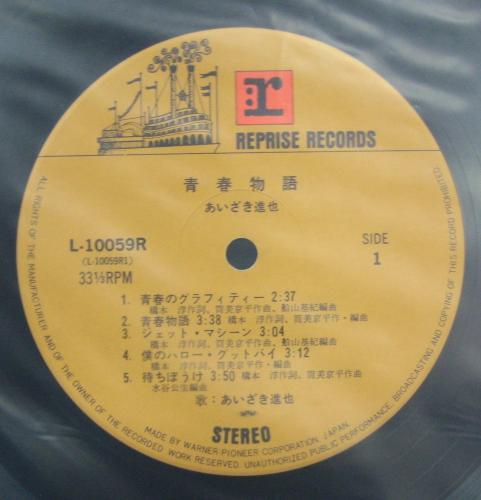 r
REPRISE RECORDS
青春物語
あいざき進也
L-10059R
(L-10059R1)
33⅓RPM
SIDE
1
1. 青春のグラフィティー 2:37
橋本 淳作詞、筒美京平作曲、船山基紀編曲
2. 青春物語 3:38 橋本 淳作詞、筒美京平作・編曲
3. ジェット・マシーン 3:04
橋本 淳作詞、筒美京平作曲、船山基紀編曲
4. 僕のハロー・グットバイ 3:12
橋本 淳作詞、筒美京平作・編曲
5. 待ちぼうけ 3:50 橋本 淳作詞、筒美京平作曲
水谷公生編曲
歌：あいざき進也
STEREO
ALL RIGHTS OF THE MANUFACTURER AND OF THE OWNER OF THE RECORDED WORK RESERVED. UNAUTHORIZED PUBLIC PERFORMANCE, BROADCASTING AND COPYING OF THIS RECORD PROHIBITED.
MADE BY WARNER-PIONEER CORPORATION, JAPAN.